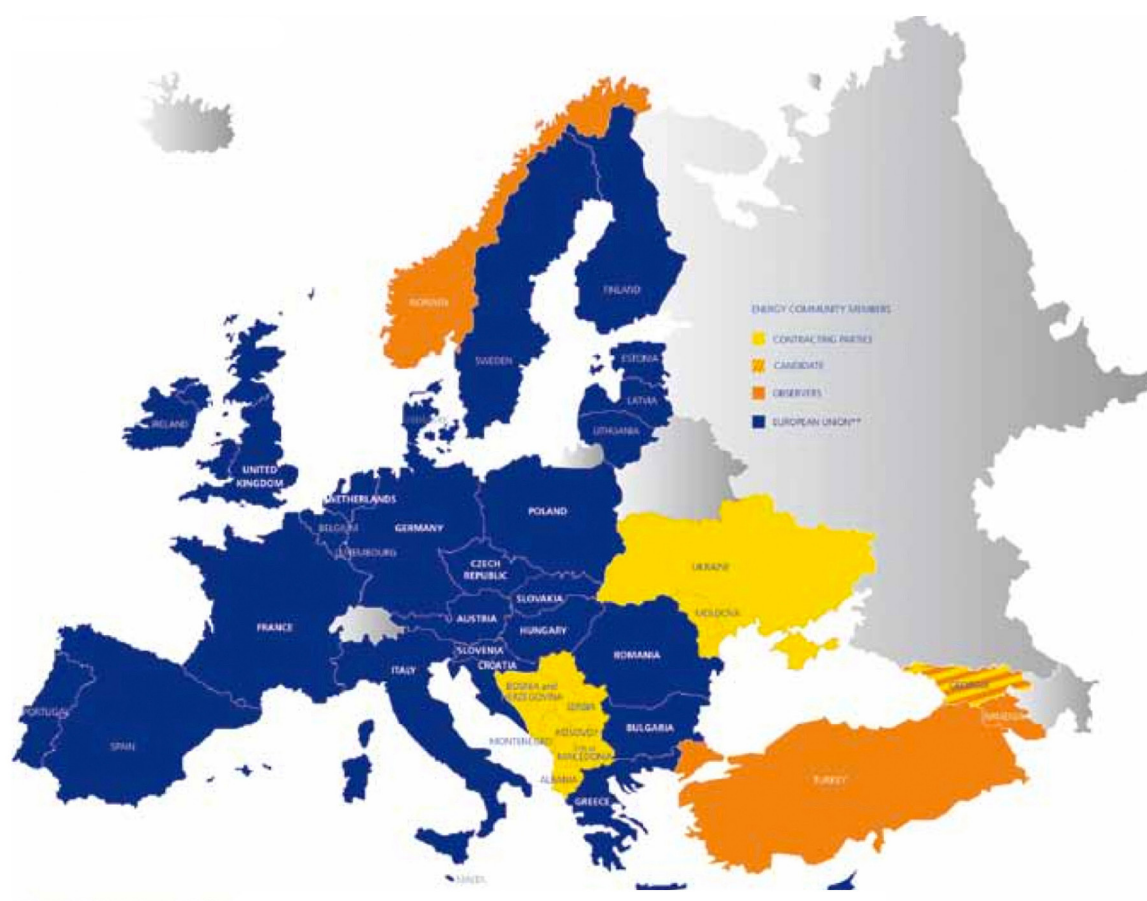 NORWAY
FINLAND
ENERGY COMMUNITY MEMBERS
CONTRACTING PARTIES
CANDIDATE
OBSERVERS
EUROPEAN UNION**
SWEDEN
ESTONIA
LATVIA
LITHUANIA
IRELAND
UNITED
KINGDOM
NETHERLANDS
BELGIUM
LUXEMBOURG
GERMANY
POLAND
CZECH
REPUBLIC
SLOVAKIA
UKRAINE
MOLDOVA
FRANCE
AUSTRIA
HUNGARY
SLOVENIA
CROATIA
ITALY
ROMANIA
BOSNIA and
HERZEGOVINA
SERBIA
GEORGIA
ARMENIA
PORTUGAL
SPAIN
BULGARIA
MONTENEGRO
KOSOVO*
MACEDONIA
ALBANIA
TURKEY
GREECE
MALTA